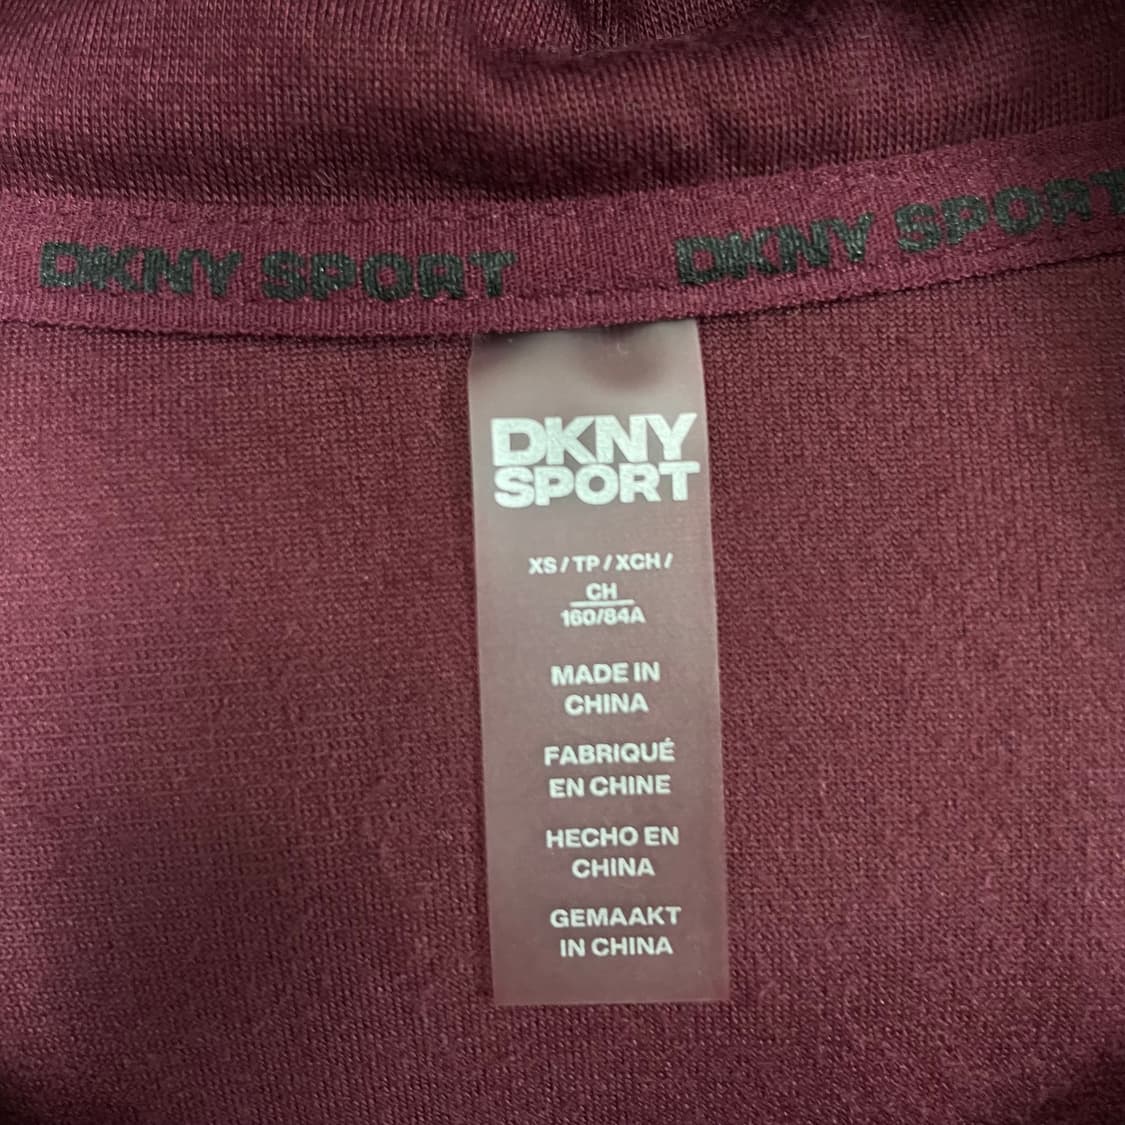 DKNY SPORT DKNY SPORT
DKNY
SPORT
XS / TP / XCH /
CH
160/84A
MADE IN
CHINA
FABRIQUÉ
EN CHINE
HECHO EN
CHINA
GEMAAKT
IN CHINA